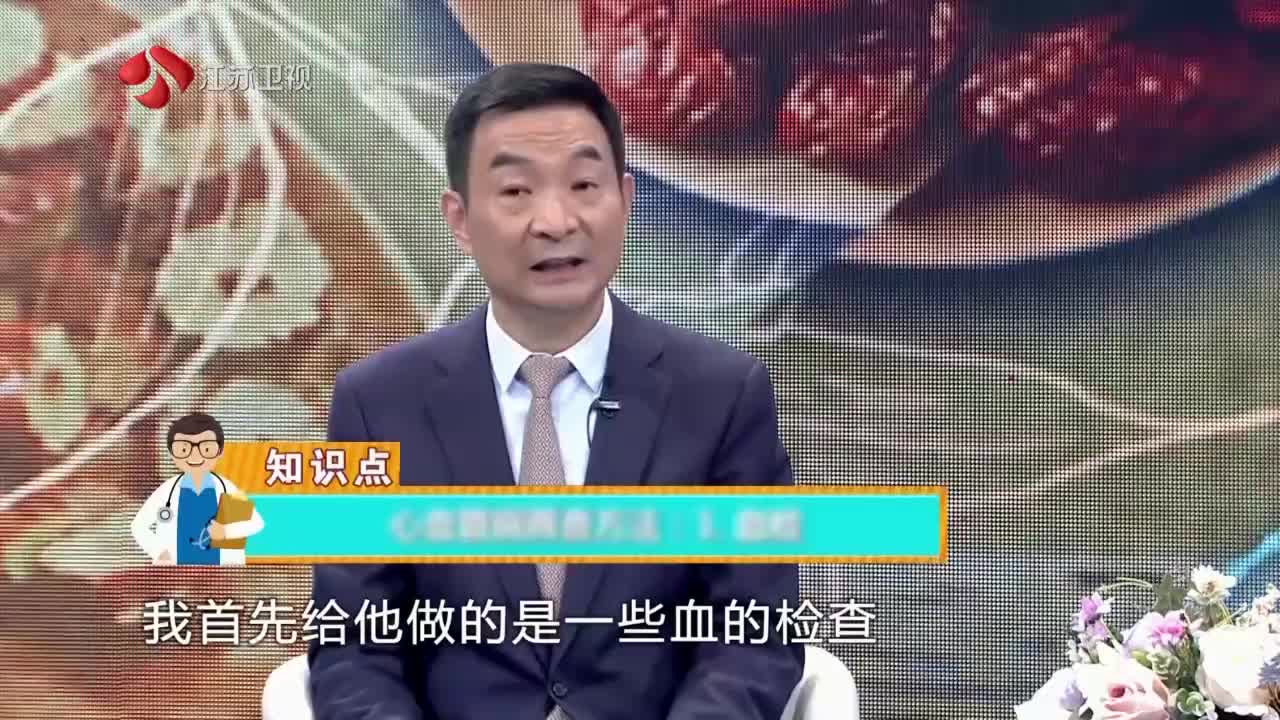 江苏卫视
知识点
我首先给他做的是一些血的检查